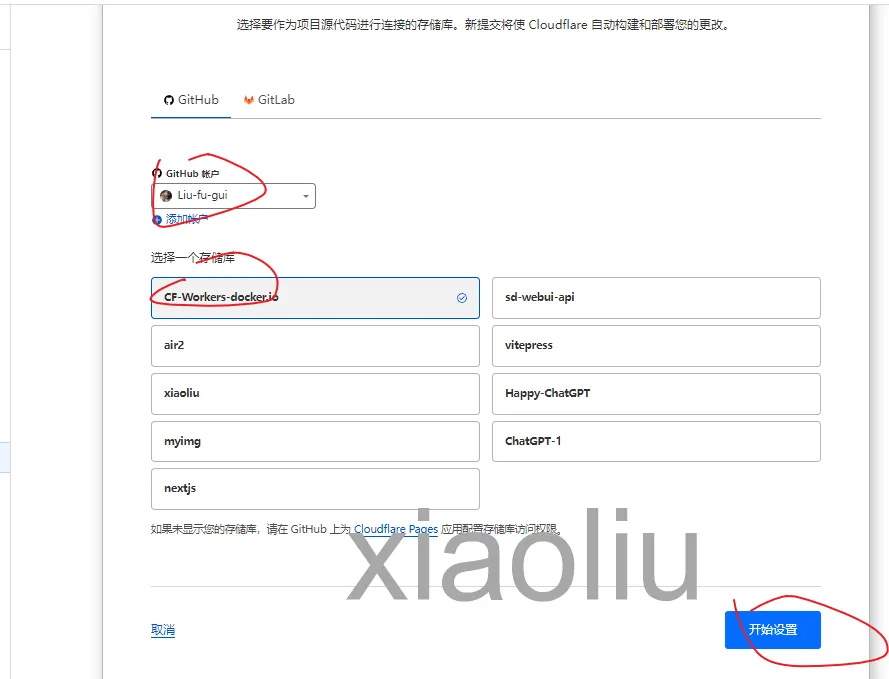 选择要作为项目源代码进行连接的存储库。新提交将使 Cloudflare 自动构建和部署您的更改。
GitHub GitLab
GitHub 帐户
Liu-fu-gui
添加帐户
选择一个存储库
CF-Workers-docker.io sd-webui-api
air2 vitepress
xiaoliu Happy-ChatGPT
myimg ChatGPT-1
nextjs
如果未显示您的存储库，请在 GitHub 上为 Cloudflare Pages 应用配置存储库访问权限。
xiaoliu
取消 开始设置